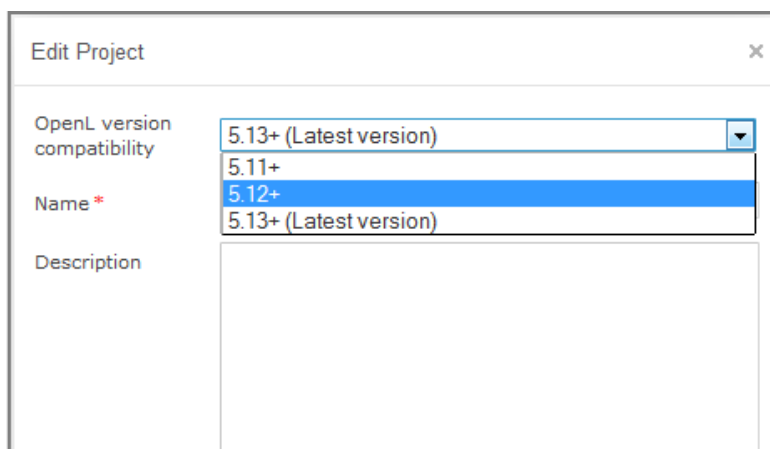 Edit Project
×
OpenL version
compatibility
5.13+ (Latest version)
5.11+
5.12+
5.13+ (Latest version)
Name *
Description